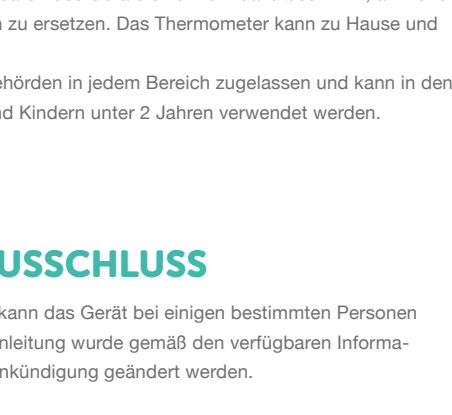 zu ersetzen. Das Thermometer kann zu Hause und
in jedem Bereich zugelassen und kann in den
Kindern unter 2 Jahren verwendet werden.
USSCHLUSS
kann das Gerät bei einigen bestimmten Personen
nleitung wurde gemäß den verfügbaren Informa-
nkündigung geändert werden.